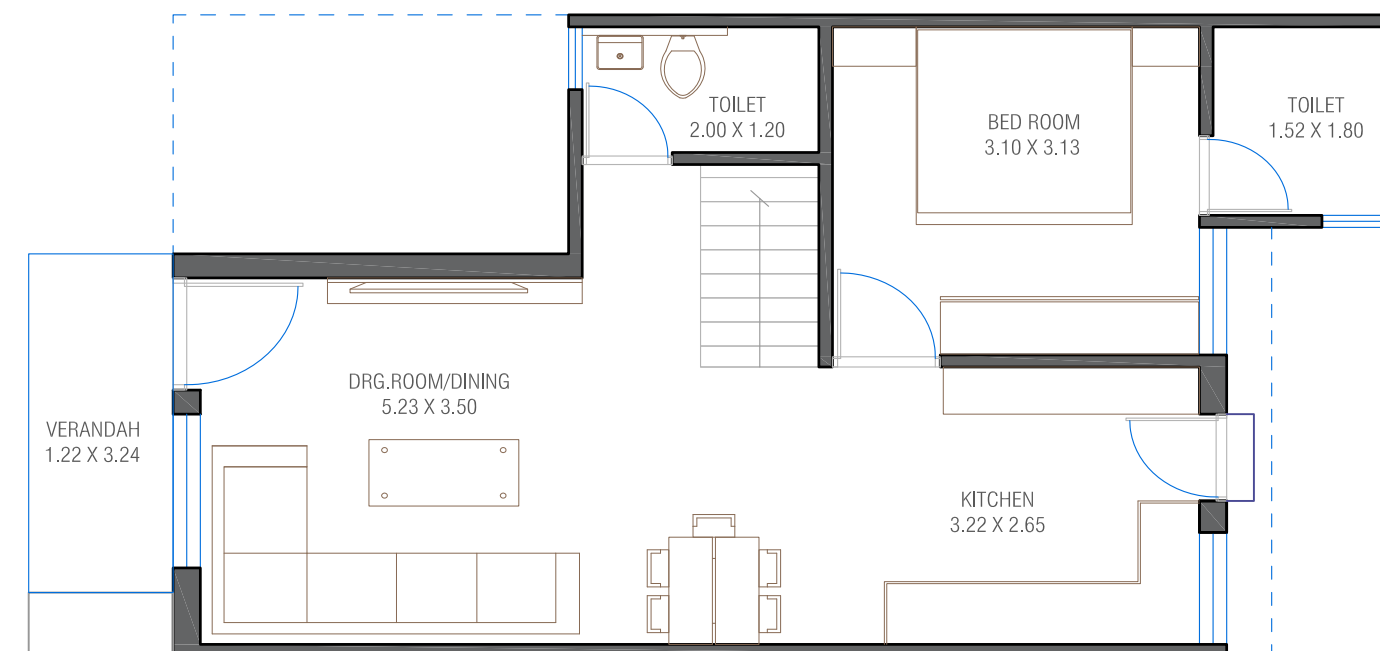 TOILET
2.00 X 1.20
BED ROOM
3.10 X 3.13
TOILET
1.52 X 1.80
DRG.ROOM/DINING
5.23 X 3.50
VERANDAH
1.22 X 3.24
KITCHEN
3.22 X 2.65